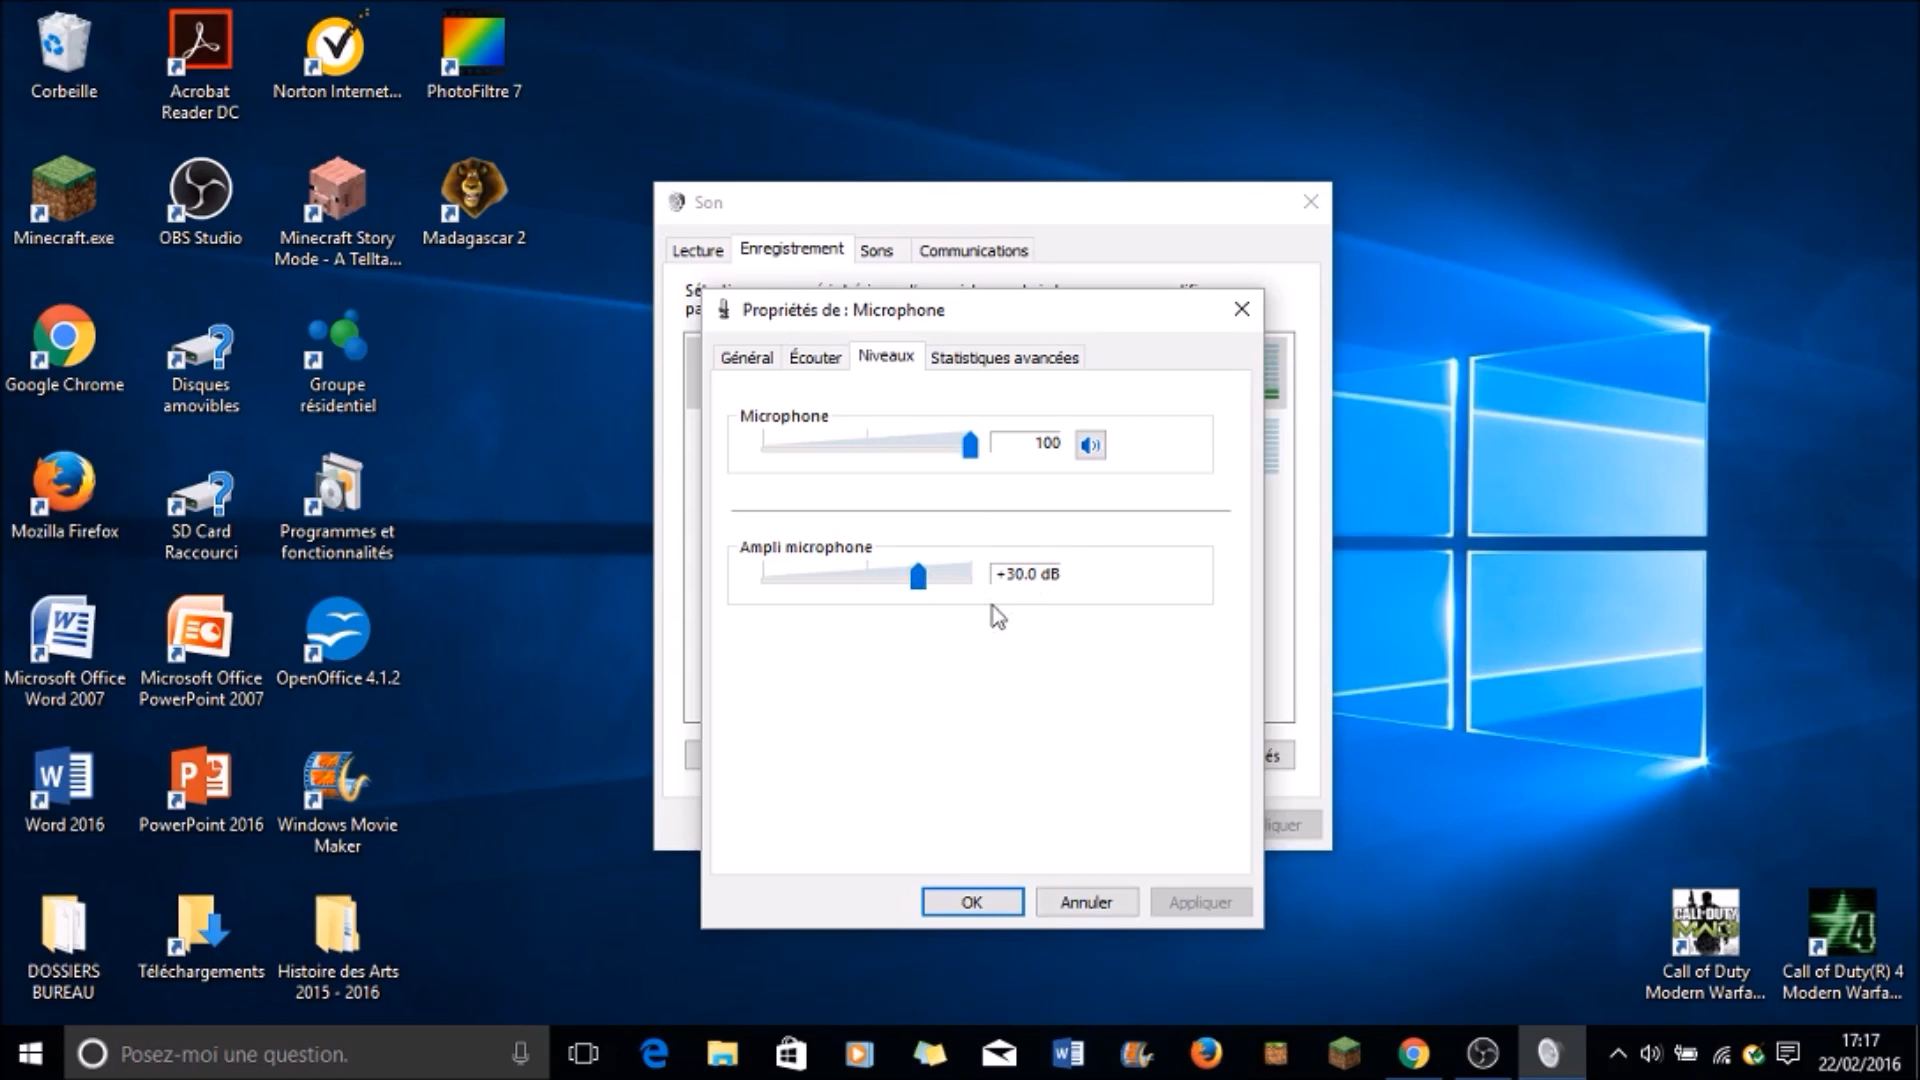 Corbeille
Acrobat
Reader DC
Norton Internet...
PhotoFiltre 7
Minecraft.exe
OBS Studio
Minecraft Story
Mode - A Tellta...
Madagascar 2
Google Chrome
Disques
amovibles
Groupe
résidentiel
Mozilla Firefox
SD Card
Raccourci
Programmes et
fonctionnalités
Microsoft Office
Word 2007
Microsoft Office
PowerPoint 2007
OpenOffice 4.1.2
Word 2016
PowerPoint 2016
Windows Movie
Maker
DOSSIERS
BUREAU
Téléchargements
Histoire des Arts
2015 - 2016
Son
Lecture
Enregistrement
Sons
Communications
Propriétés de : Microphone
Général
Écouter
Niveaux
Statistiques avancées
Microphone
100
Ampli microphone
+30.0 dB
OK
Annuler
Appliquer
CALL OF DUTY
MW3
Call of Duty
Modern Warfa...
4
Call of Duty(R) 4
Modern Warfa...
Posez-moi une question.
17:17
22/02/2016